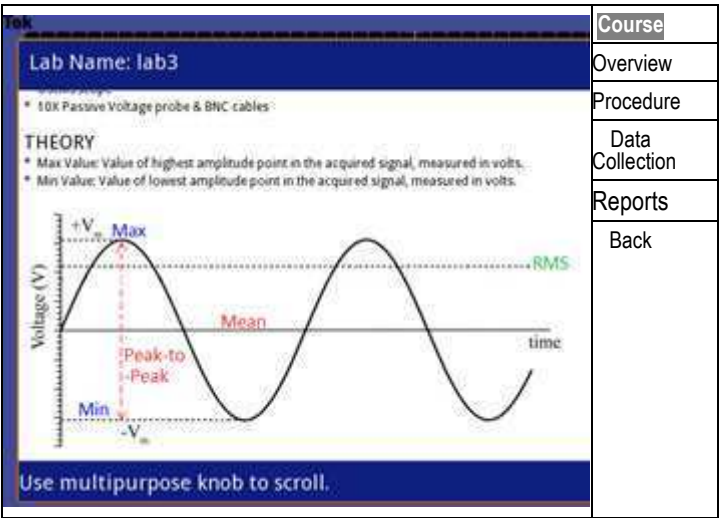 Tek
Lab Name: lab3
* 10X Passive Voltage probe & BNC cables
THEORY
* Max Value: Value of highest amplitude point in the acquired signal, measured in volts.
* Min Value: Value of lowest amplitude point in the acquired signal, measured in volts.
+Vm Max
RMS
Voltage (V)
Mean
time
Peak-to
-Peak
Min
-Vm
Use multipurpose knob to scroll.
Course
Overview
Procedure
Data
Collection
Reports
Back